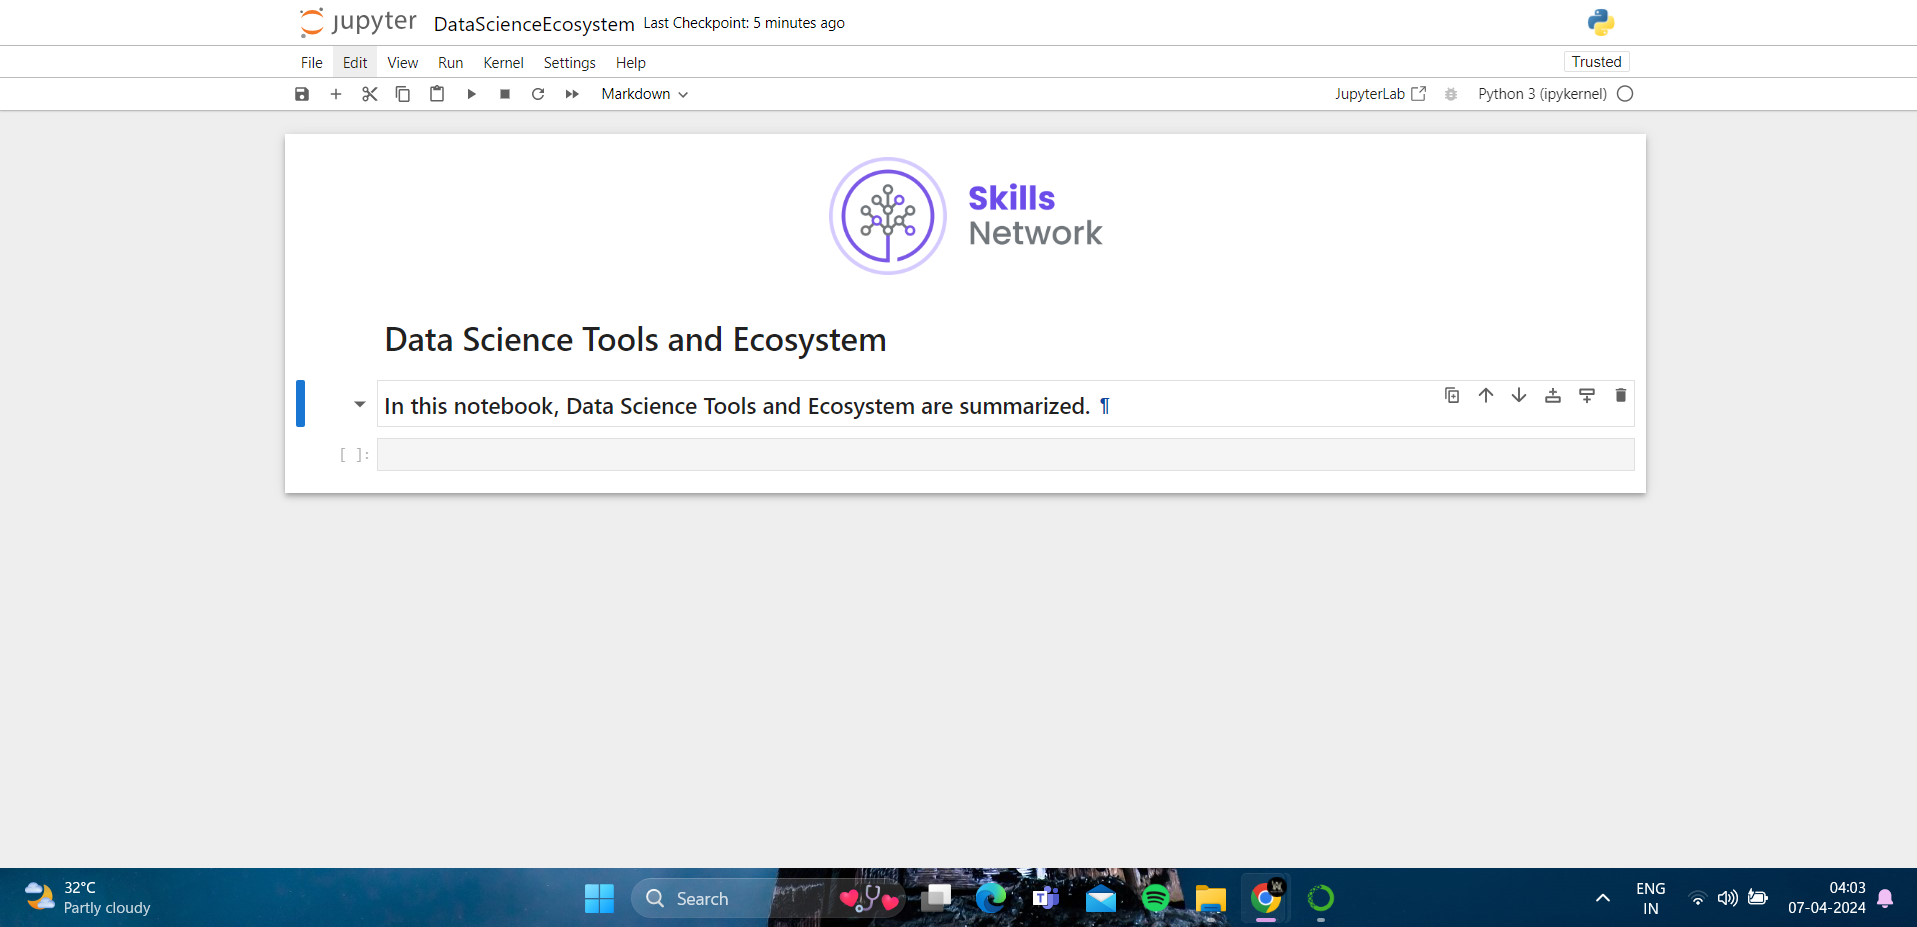 jupyter DataScienceEcosystem Last Checkpoint: 5 minutes ago
File Edit View Run Kernel Settings Help Trusted
Markdown JupyterLab Python 3 (ipykernel)
Skills
Network
Data Science Tools and Ecosystem
In this notebook, Data Science Tools and Ecosystem are summarized. ¶
[ ]:
32°C
Partly cloudy
Search
ENG
IN
04:03
07-04-2024